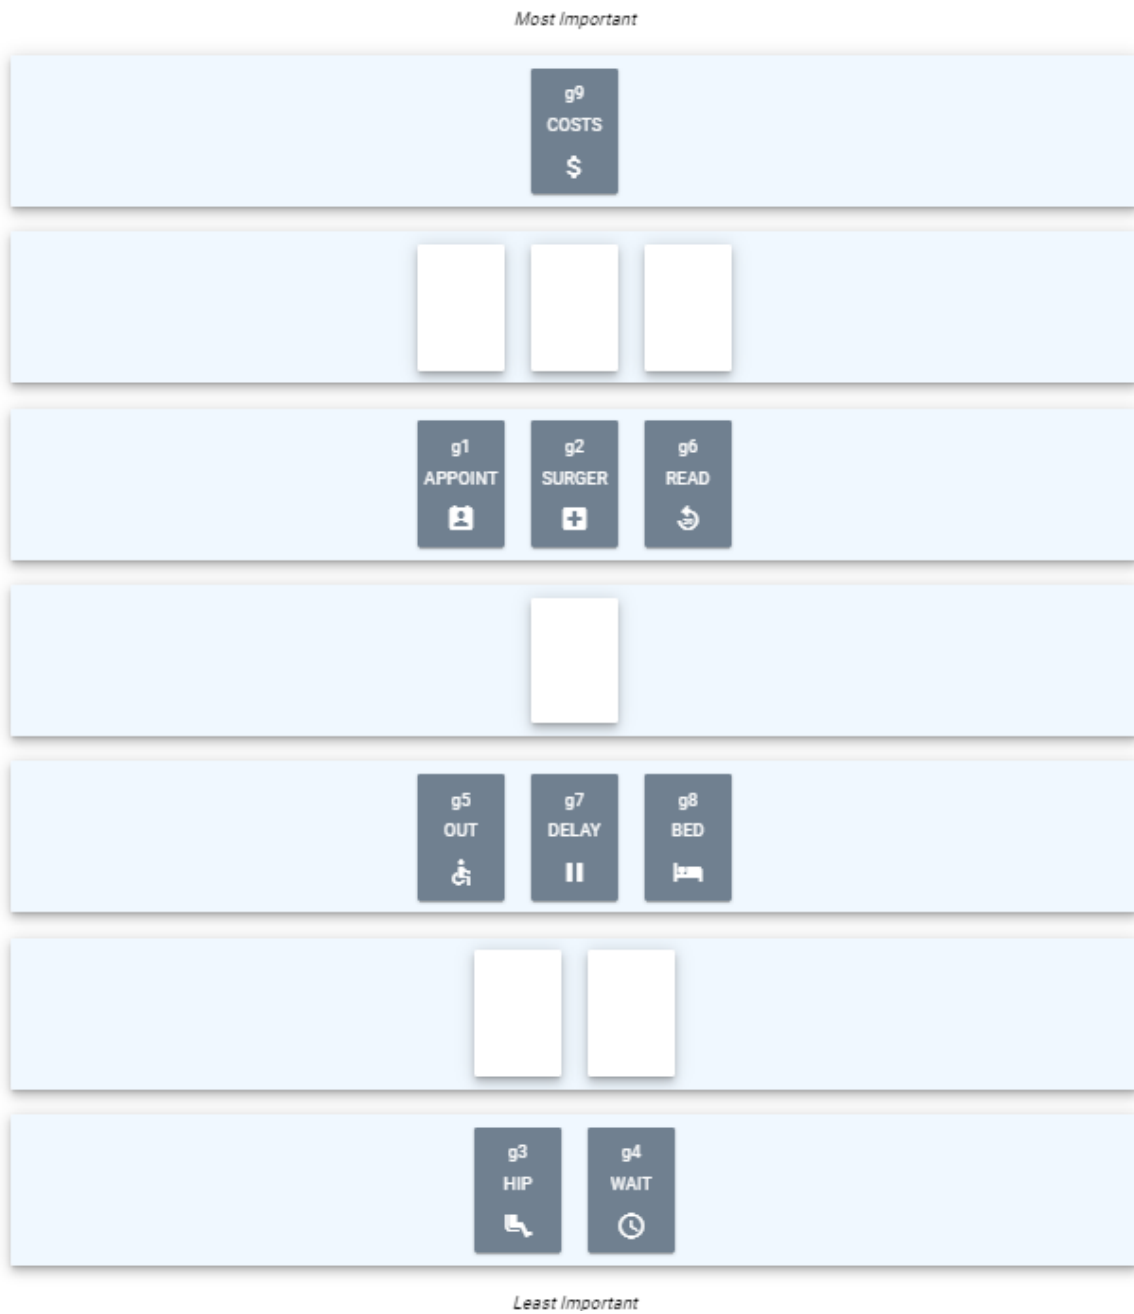 Most Important
g9
COSTS
$
g1
APPOINT
g2
SURGER
g6
READ
g5
OUT
g7
DELAY
g8
BED
g3
HIP
g4
WAIT
Least Important